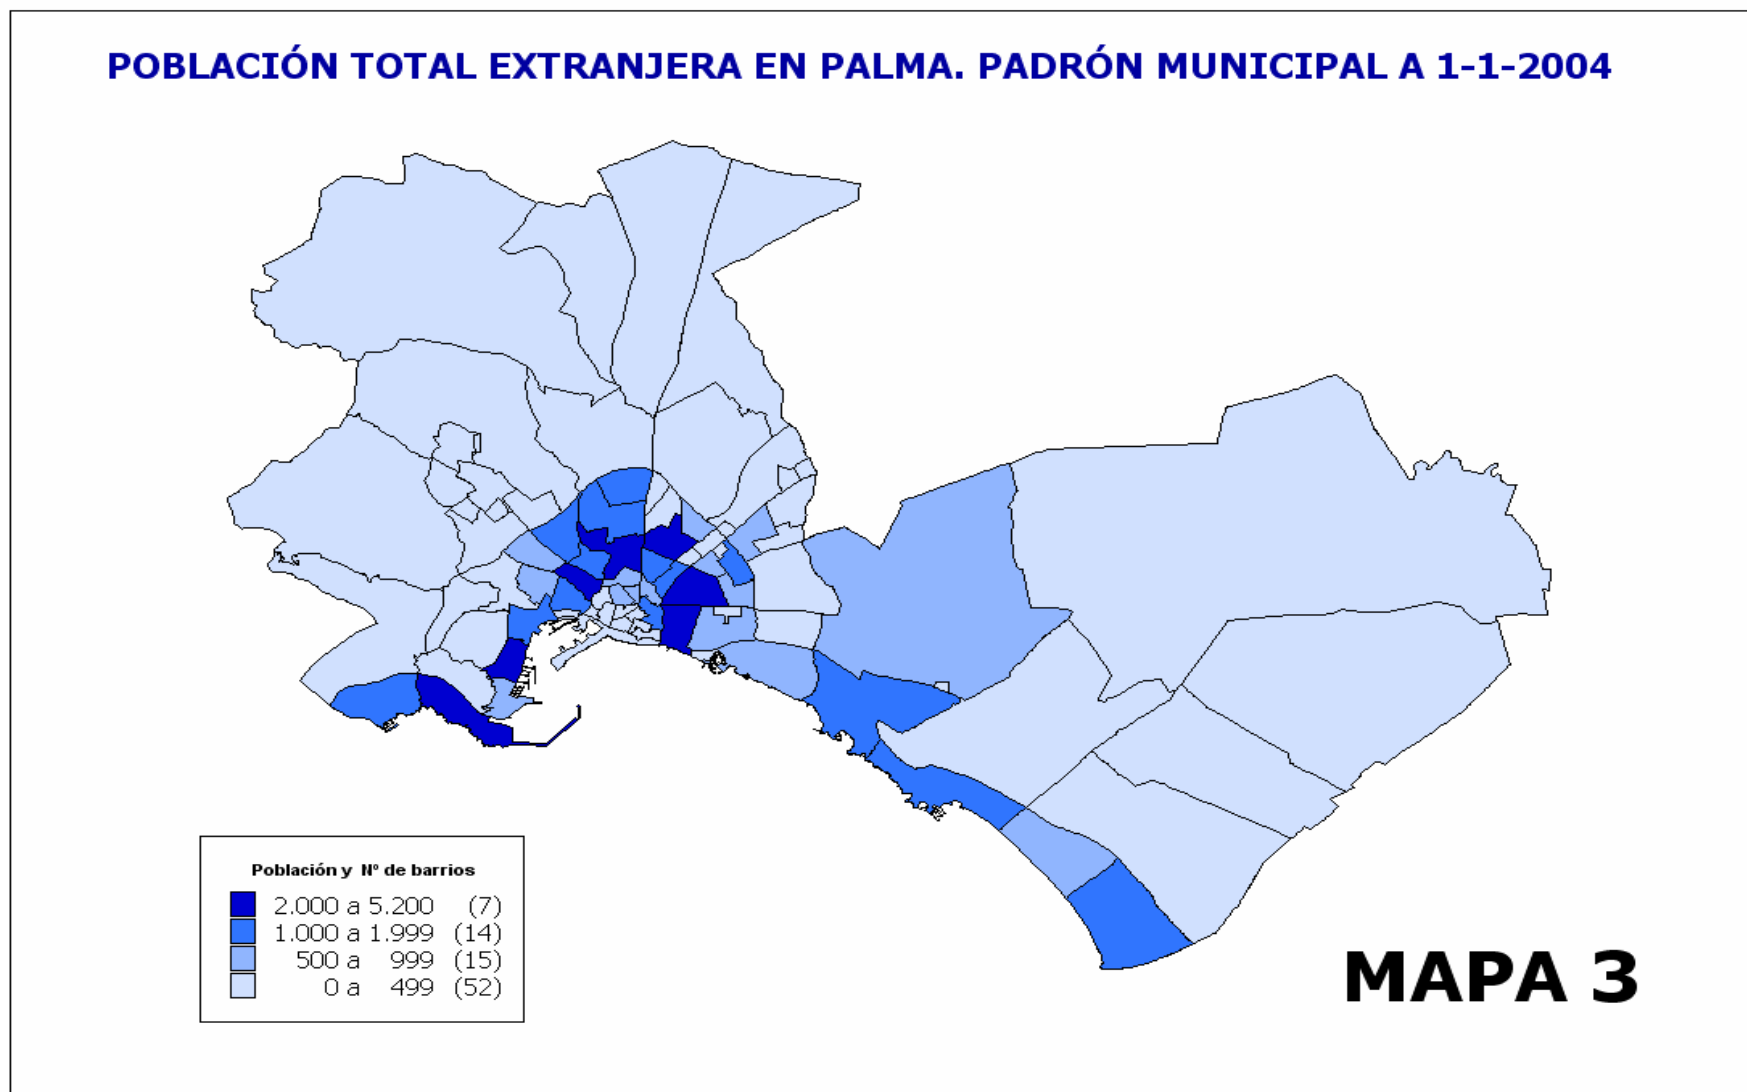 POBLACIÓN TOTAL EXTRANJERA EN PALMA. PADRÓN MUNICIPAL A 1-1-2004
Población y Nº de barrios
2.000 a 5.200 (7)
1.000 a 1.999 (14)
500 a 999 (15)
0 a 499 (52)
MAPA 3